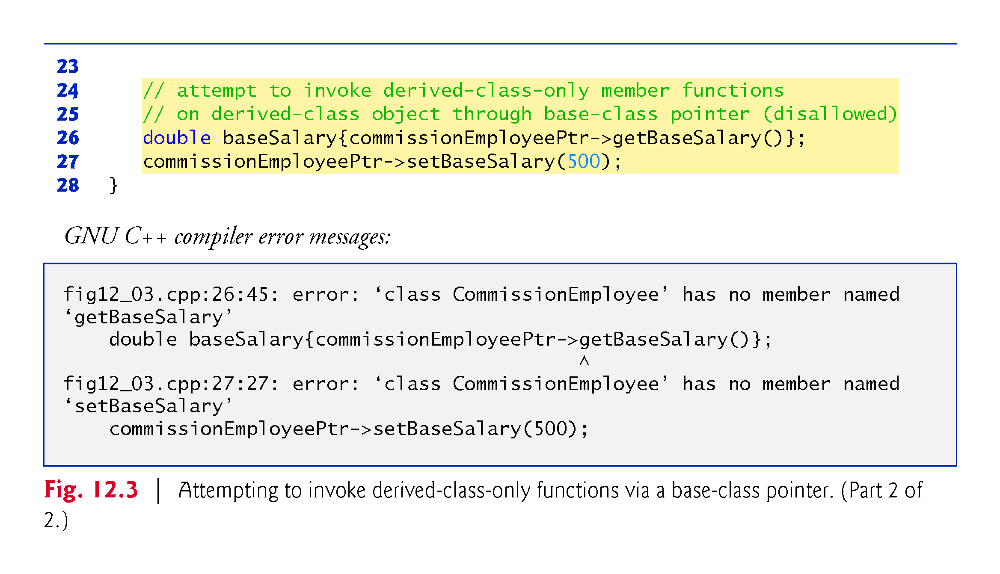 23
24 // attempt to invoke derived-class-only member functions
25 // on derived-class object through base-class pointer (disallowed)
26 double baseSalary{commissionEmployeePtr->getBaseSalary()};
27 commissionEmployeePtr->setBaseSalary(500);
28 }
GNU C++ compiler error messages:
fig12_03.cpp:26:45: error: ‘class CommissionEmployee’ has no member named
‘getBaseSalary’
double baseSalary{commissionEmployeePtr->getBaseSalary()};
^
fig12_03.cpp:27:27: error: ‘class CommissionEmployee’ has no member named
‘setBaseSalary’
commissionEmployeePtr->setBaseSalary(500);
Fig. 12.3 | Attempting to invoke derived-class-only functions via a base-class pointer. (Part 2 of
2.)